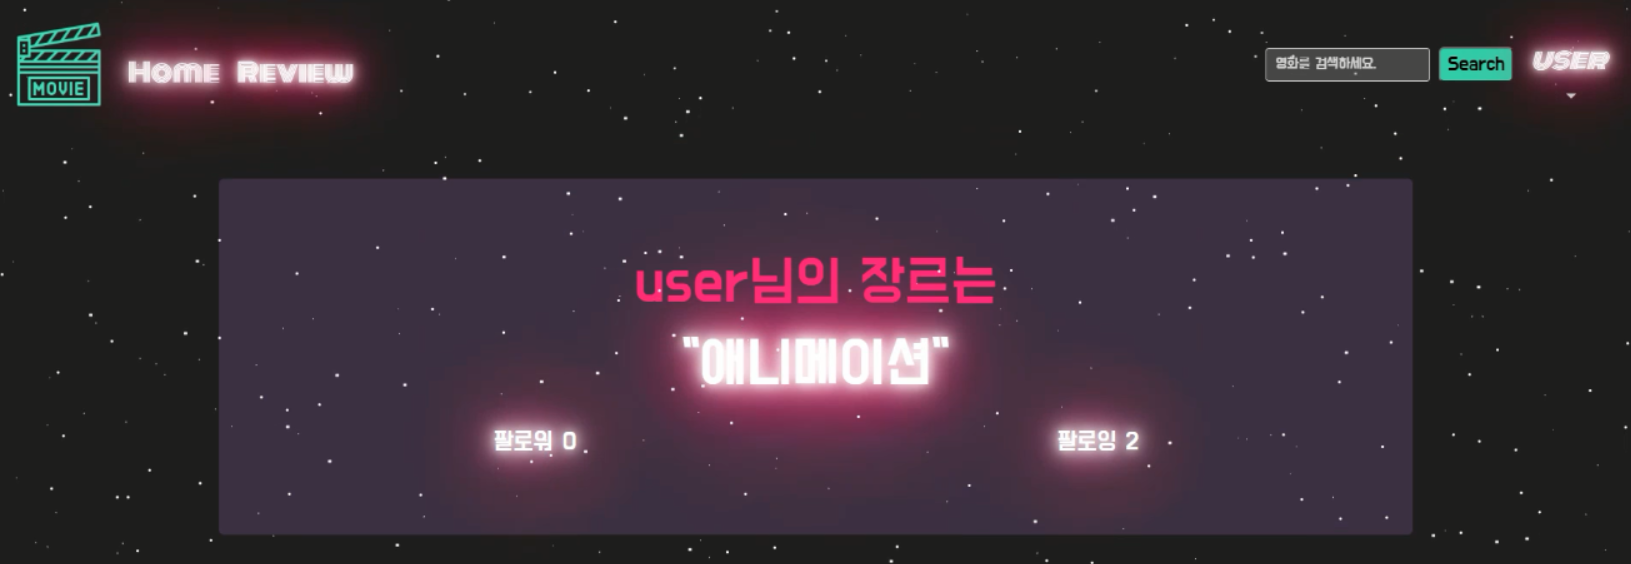 MOVIE
Home Review
영화를 검색하세요.
Search
USER
user님의 장르는
"애니메이션"
팔로워 0
팔로잉 2